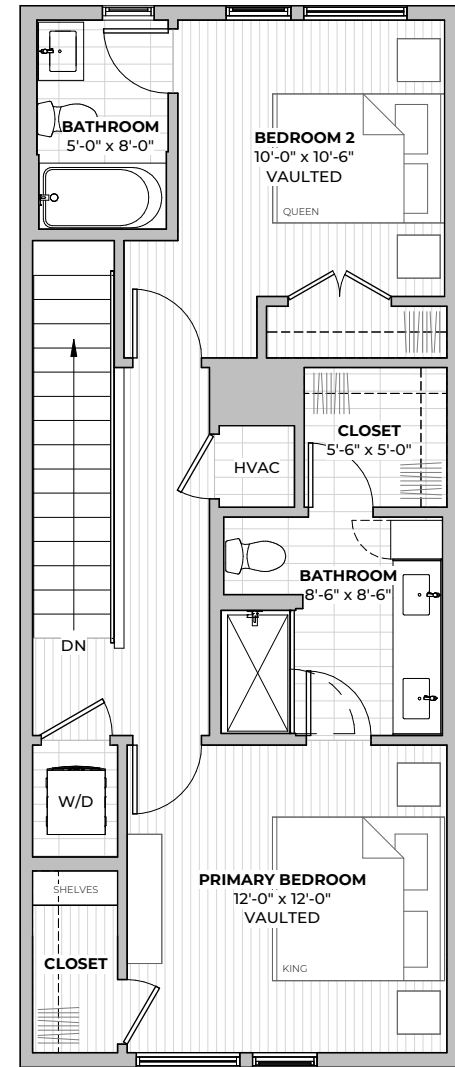 BATHROOM
5'-0" x 8'-0"
BEDROOM 2
10'-0" x 10'-6"
VAULTED
QUEEN
CLOSET
5'-6" x 5'-0"
HVAC
BATHROOM
8'-6" x 8'-6"
DN
W/D
SHELVES
PRIMARY BEDROOM
12'-0" x 12'-0"
VAULTED
CLOSET
KING